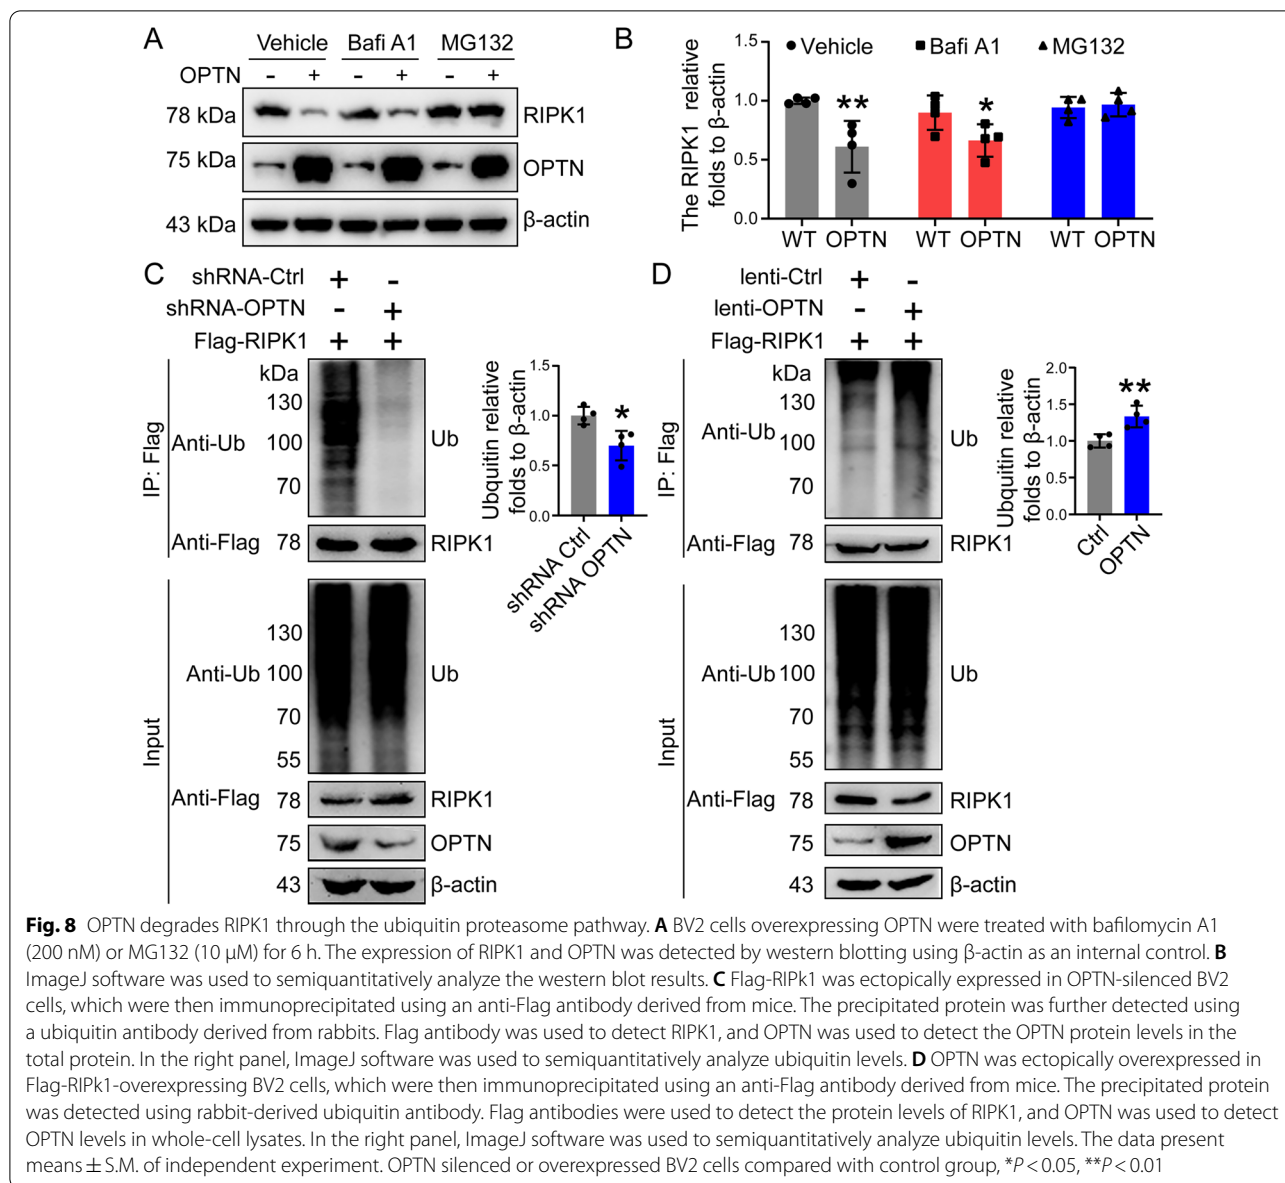 A
Vehicle Bafi A1 MG132
OPTN - + - + - +
78 kDa RIPK1
75 kDa OPTN
43 kDa β-actin
B
The RIPK1 relative
folds to β-actin
1.5
1.0
0.5
0.0
Vehicle Bafi A1 MG132
** *
WT OPTN WT OPTN WT OPTN
C
shRNA-Ctrl + -
shRNA-OPTN - +
Flag-RIPK1 + +
IP: Flag
kDa
130
Anti-Ub 100 Ub
70
Anti-Flag 78 RIPK1
Input
130
Anti-Ub 100 Ub
70
55
Anti-Flag 78 RIPK1
75 OPTN
43 β-actin
Ubquitin relative
folds to β-actin
1.5
1.0
0.5
0.0
*
shRNA Ctrl
shRNA OPTN
D
lenti-Ctrl + -
lenti-OPTN - +
Flag-RIPK1 + +
IP: Flag
kDa
130
Anti-Ub 100 Ub
70
Anti-Flag 78 RIPK1
Input
130
Anti-Ub 100 Ub
70
55
Anti-Flag 78 RIPK1
75 OPTN
43 β-actin
Ubquitin relative
folds to β-actin
2.0
1.5
1.0
0.5
0.0
**
Ctrl
OPTN
Fig. 8 OPTN degrades RIPK1 through the ubiquitin proteasome pathway. A BV2 cells overexpressing OPTN were treated with bafilomycin A1
(200 nM) or MG132 (10 µM) for 6 h. The expression of RIPK1 and OPTN was detected by western blotting using β-actin as an internal control. B
ImageJ software was used to semiquantitatively analyze the western blot results. C Flag-RIPk1 was ectopically expressed in OPTN-silenced BV2
cells, which were then immunoprecipitated using an anti-Flag antibody derived from mice. The precipitated protein was further detected using
a ubiquitin antibody derived from rabbits. Flag antibody was used to detect RIPK1, and OPTN was used to detect the OPTN protein levels in the
total protein. In the right panel, ImageJ software was used to semiquantitatively analyze ubiquitin levels. D OPTN was ectopically overexpressed in
Flag-RIPk1-overexpressing BV2 cells, which were then immunoprecipitated using an anti-Flag antibody derived from mice. The precipitated protein
was detected using rabbit-derived ubiquitin antibody. Flag antibodies were used to detect the protein levels of RIPK1, and OPTN was used to detect
OPTN levels in whole-cell lysates. In the right panel, ImageJ software was used to semiquantitatively analyze ubiquitin levels. The data present
means ± S.M. of independent experiment. OPTN silenced or overexpressed BV2 cells compared with control group, *P < 0.05, **P < 0.01